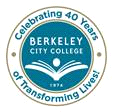 Celebrating 40 Years
BERKELEY
CITY COLLEGE
1974
of Transforming Lives!